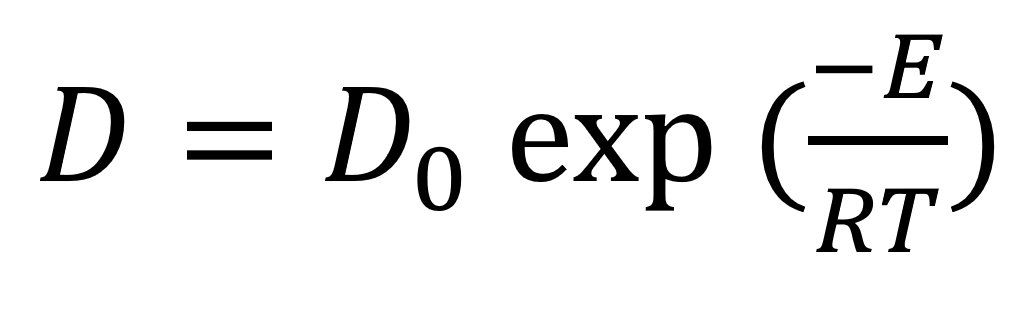 D = D₀ exp (−E/RT)